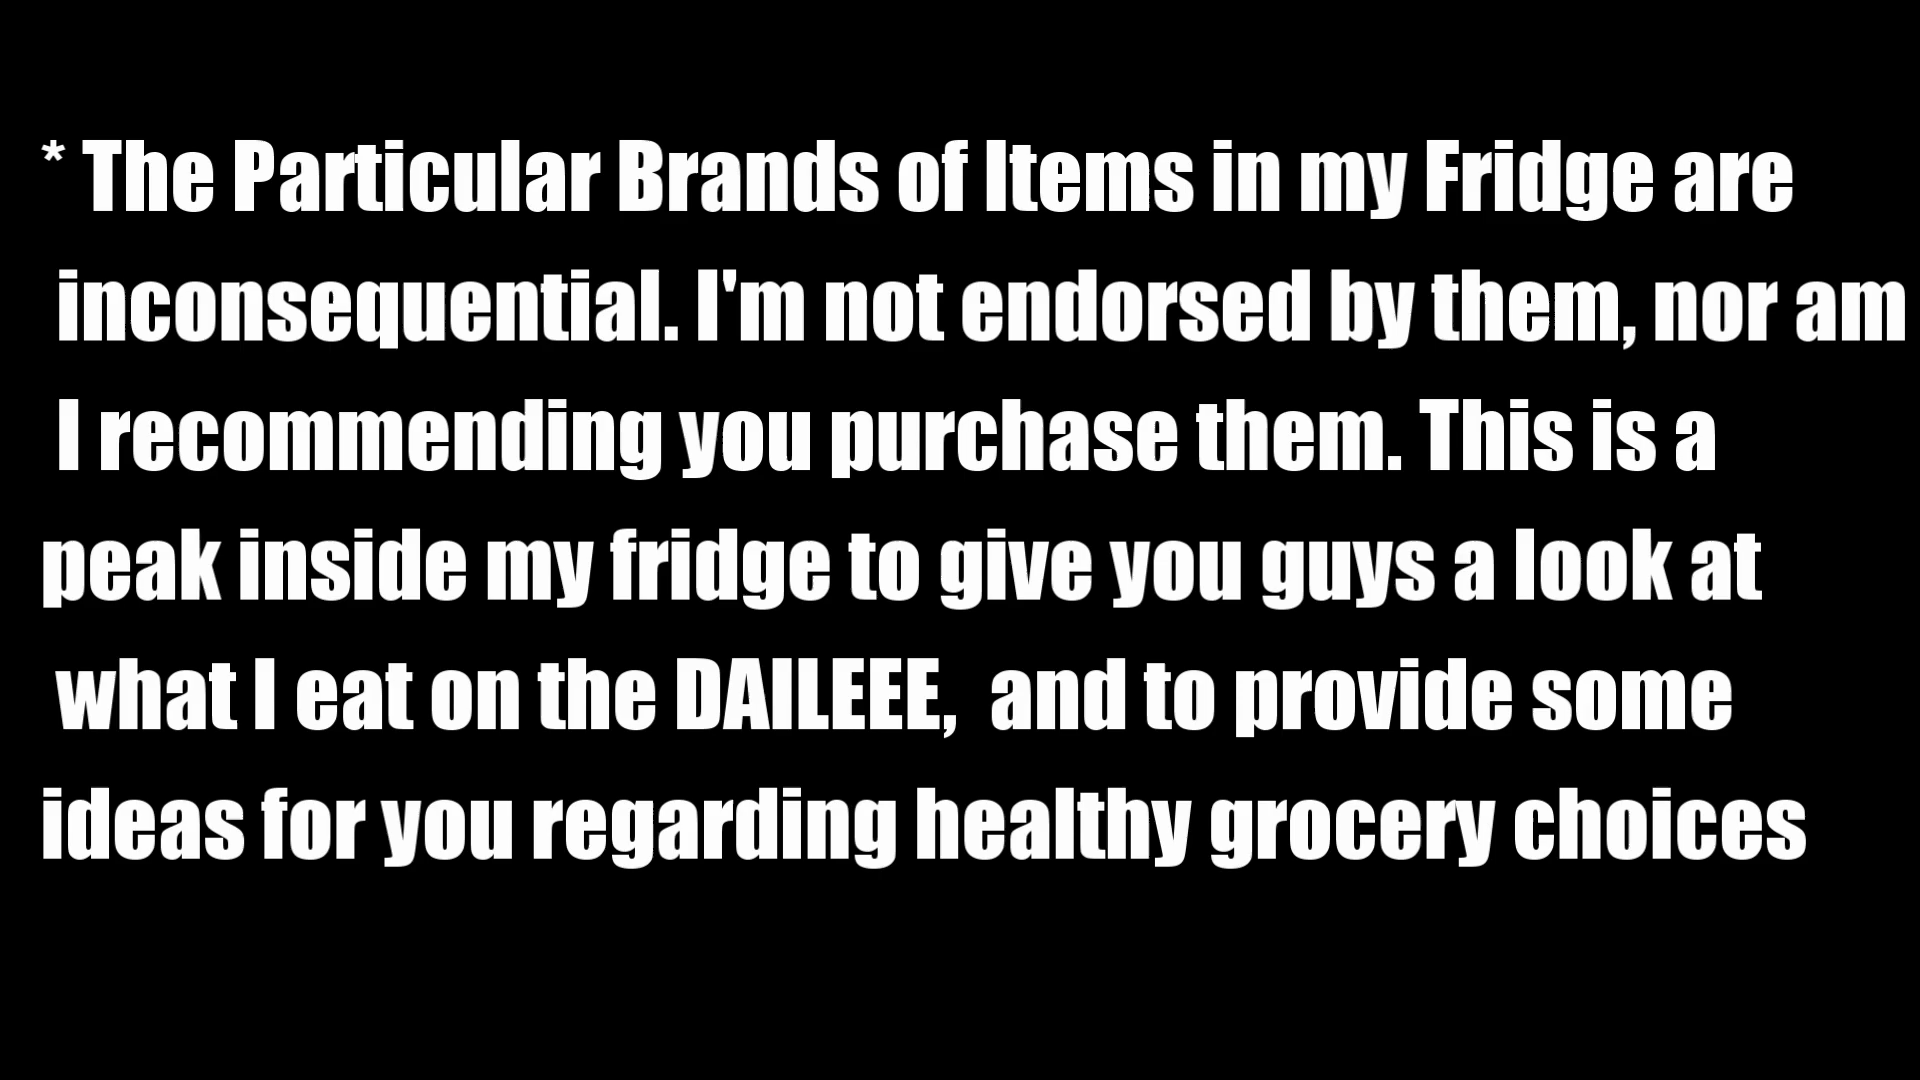 * The Particular Brands of Items in my Fridge are
inconsequential. I'm not endorsed by them, nor am
I recommending you purchase them. This is a
peak inside my fridge to give you guys a look at
what I eat on the DAILEEE,  and to provide some
ideas for you regarding healthy grocery choices